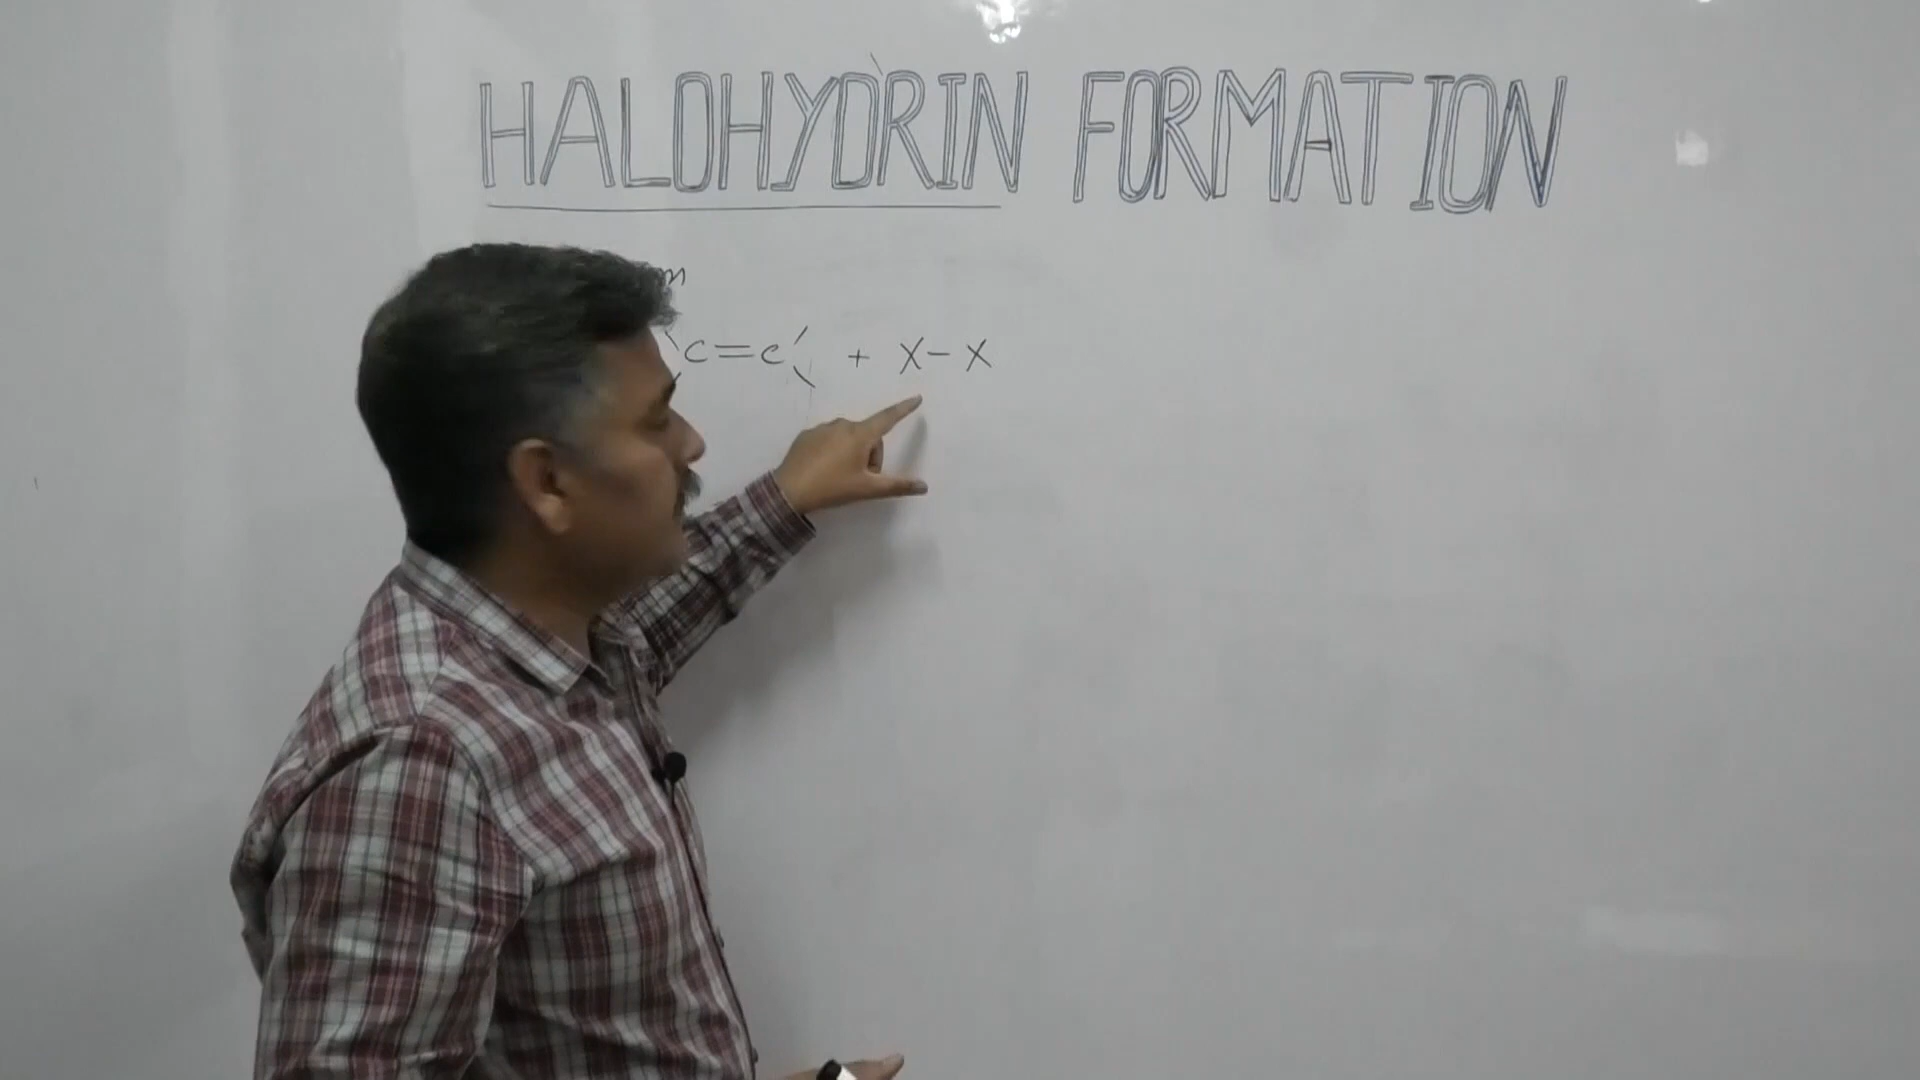 HALOHYDRIN FORMATION
C=C + X-X